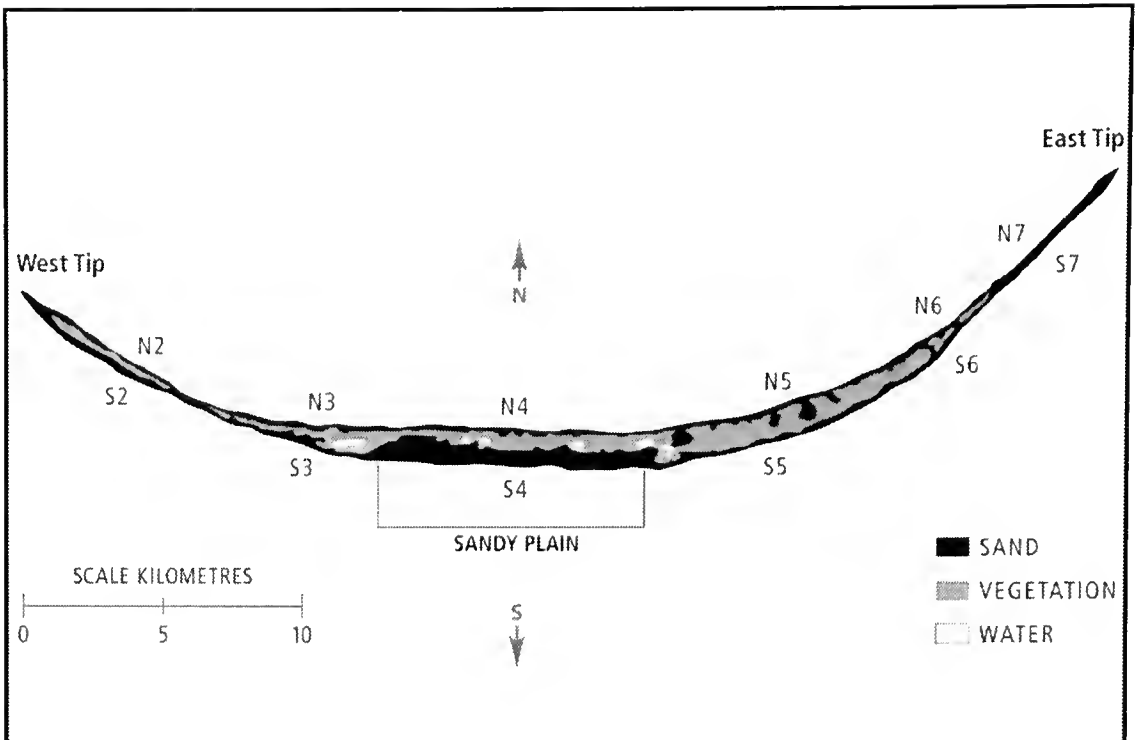 East Tip
N7
S7
West Tip
N
N6
N2
S6
S2
N5
N3
N4
S3
S4
S5
SANDY PLAIN
SAND
SCALE KILOMETRES
VEGETATION
S
WATER
0 5 10